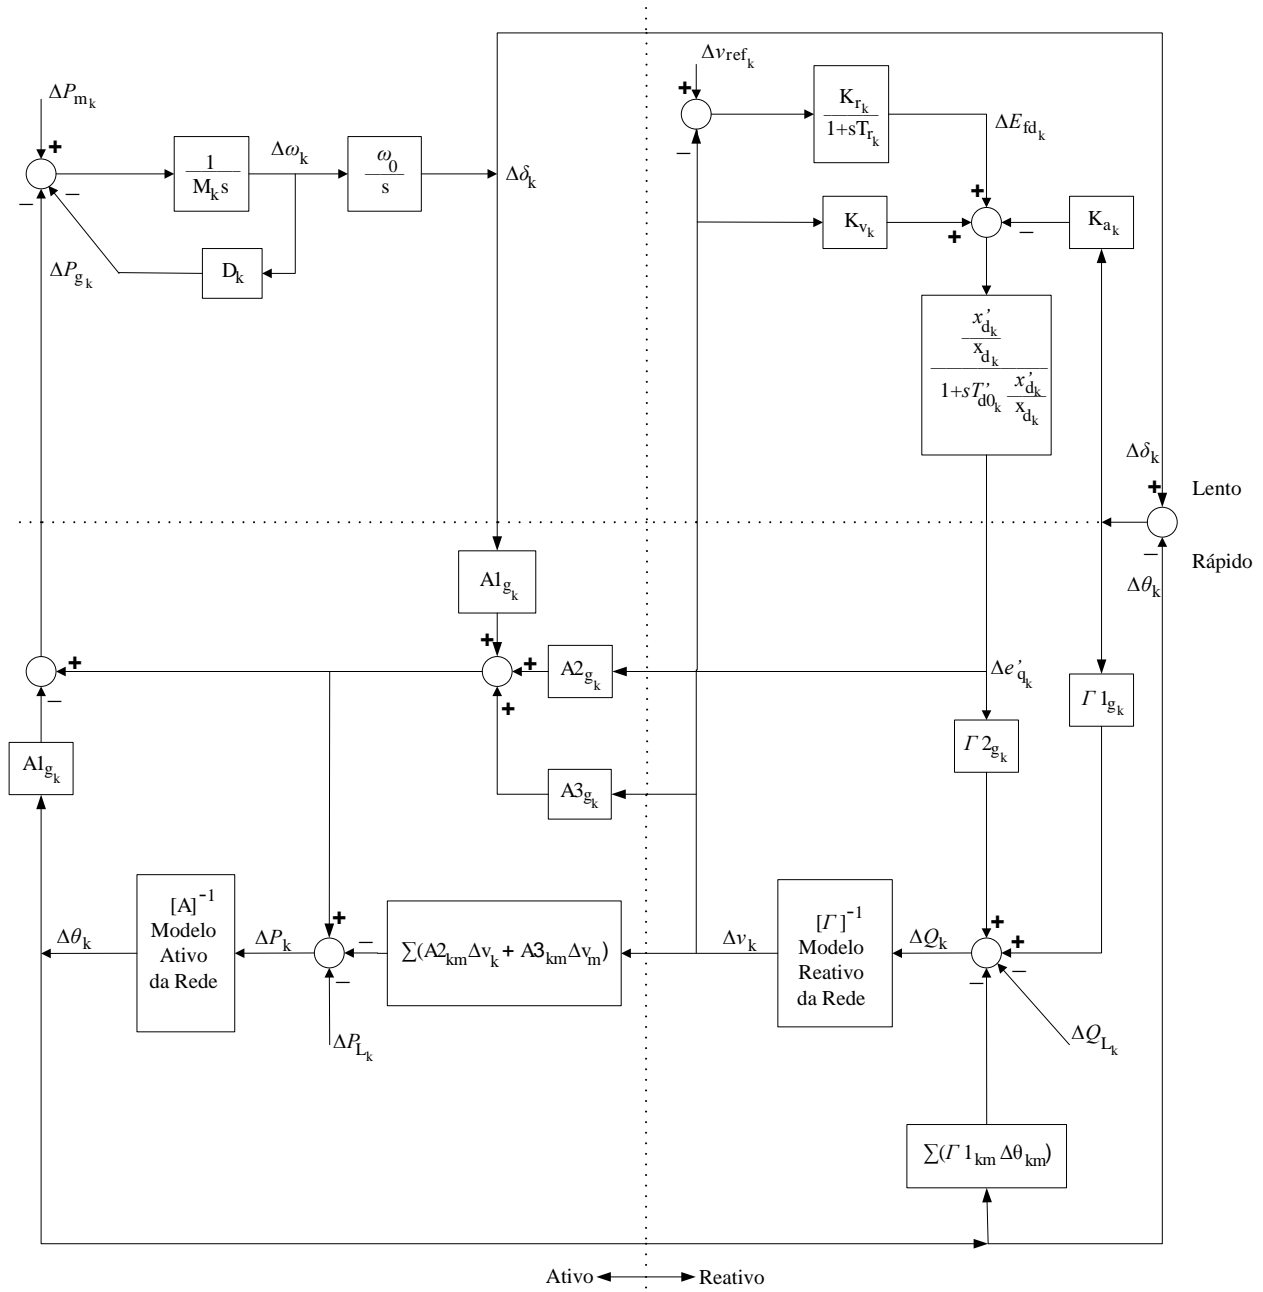 Δv_ref_k
ΔP_m_k
K_r_k
1+sT_r_k
ΔE_fd_k
+
+
−
1
M_k s
Δω_k
ω_0
s
Δδ_k
−
−
ΔP_g_k
D_k
K_v_k
+
+
−
K_a_k
x'_d_k
x_d_k
1+sT'_d0_k x'_d_k
x_d_k
Δδ_k
+
Lento
−
Rápido
Δθ_k
A1_g_k
+
+
+
−
+
A2_g_k
Δe'_q_k
Γ1_g_k
A1_g_k
Γ2_g_k
A3_g_k
[A]^-1
Modelo
Ativo
da Rede
Δθ_k
ΔP_k
+
−
−
∑(A2_km Δv_k + A3_km Δv_m)
Δv_k
[Γ]^-1
Modelo
Reativo
da Rede
ΔQ_k
+
+
−
−
ΔP_L_k
ΔQ_L_k
∑(Γ1_km Δθ_km)
Ativo
Reativo